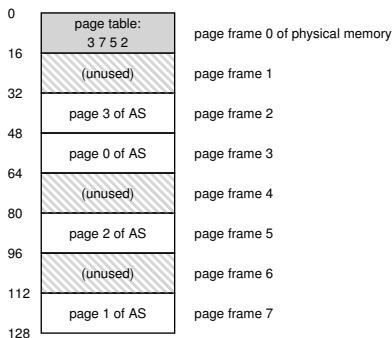 0
page table:
3 7 5 2
page frame 0 of physical memory
16
(unused)
page frame 1
32
page 3 of AS
page frame 2
48
page 0 of AS
page frame 3
64
(unused)
page frame 4
80
page 2 of AS
page frame 5
96
(unused)
page frame 6
112
page 1 of AS
page frame 7
128